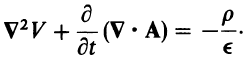 ∇²V + ∂/∂t (∇ · A) = −ρ/ϵ.